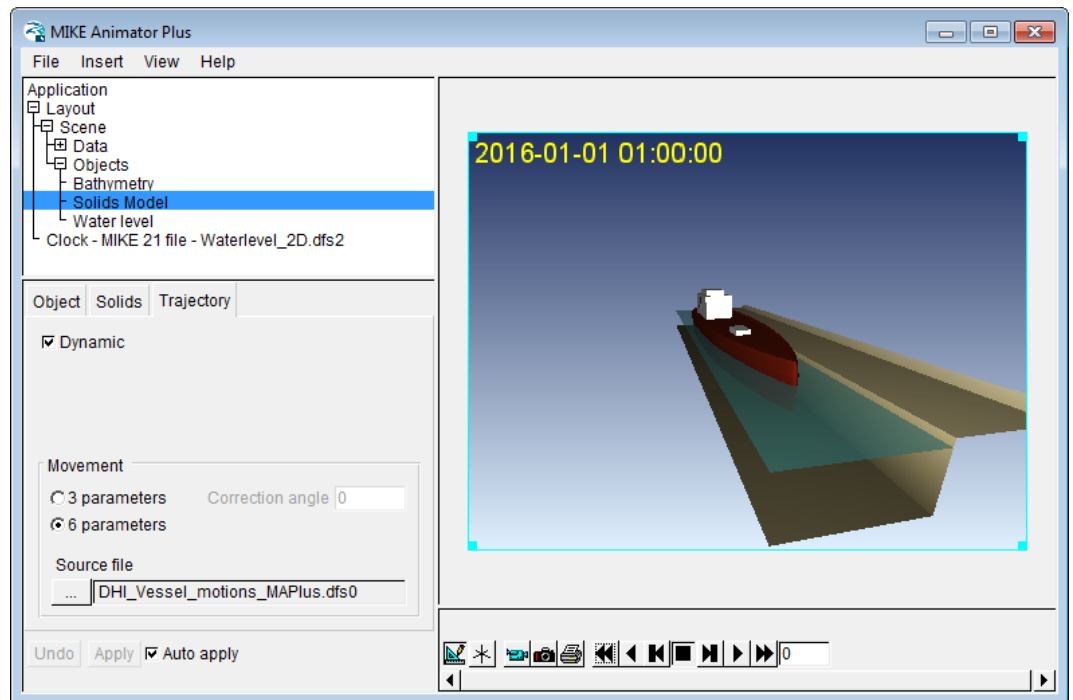 MIKE Animator Plus
File Insert View Help
Application
Layout
Scene
Data
Objects
Bathymetry
Solids Model
Water level
Clock - MIKE 21 file - Waterlevel_2D.dfs2
Object Solids Trajectory
Dynamic
Movement
3 parameters Correction angle 0
6 parameters
Source file
... DHI_Vessel_motions_MAPlus.dfs0
Undo Apply Auto apply
2016-01-01 01:00:00
0